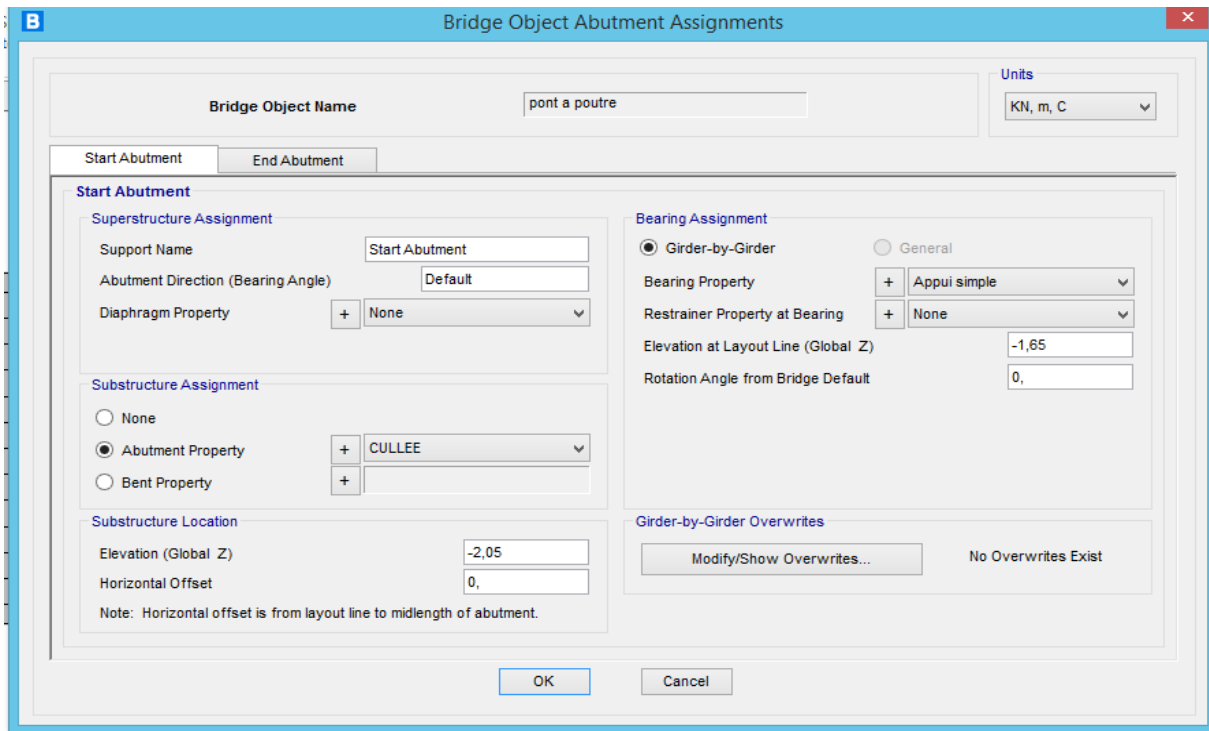 B Bridge Object Abutment Assignments
Units
Bridge Object Name pont a poutre KN, m, C
Start Abutment End Abutment
Start Abutment
Superstructure Assignment
Support Name Start Abutment
Abutment Direction (Bearing Angle) Default
Diaphragm Property + None
Substructure Assignment
None
Abutment Property + CULLEE
Bent Property +
Substructure Location
Elevation (Global Z) -2,05
Horizontal Offset 0,
Note: Horizontal offset is from layout line to midlength of abutment.
Bearing Assignment
Girder-by-Girder General
Bearing Property + Appui simple
Restrainer Property at Bearing + None
Elevation at Layout Line (Global Z) -1,65
Rotation Angle from Bridge Default 0,
Girder-by-Girder Overwrites
Modify/Show Overwrites... No Overwrites Exist
OK Cancel